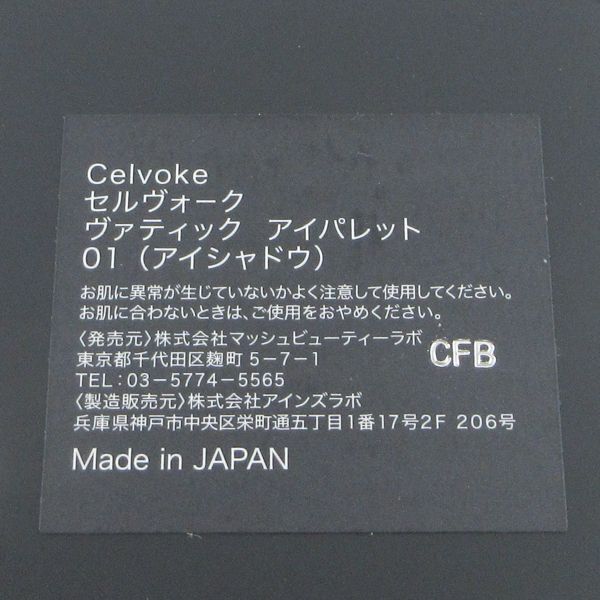 Celvoke
セルヴォーク
ヴァティック アイパレット
01（アイシャドウ）
お肌に異常が生じていないかよく注意して使用してください。
お肌に合わないときは、ご使用をおやめください。
〈発売元〉株式会社マッシュビューティーラボ
東京都千代田区麹町5-7-1
CFB
TEL：03-5774-5565
〈製造販売元〉株式会社アインズラボ
兵庫県神戸市中央区栄町通五丁目1番17号2F 206号
Made in JAPAN